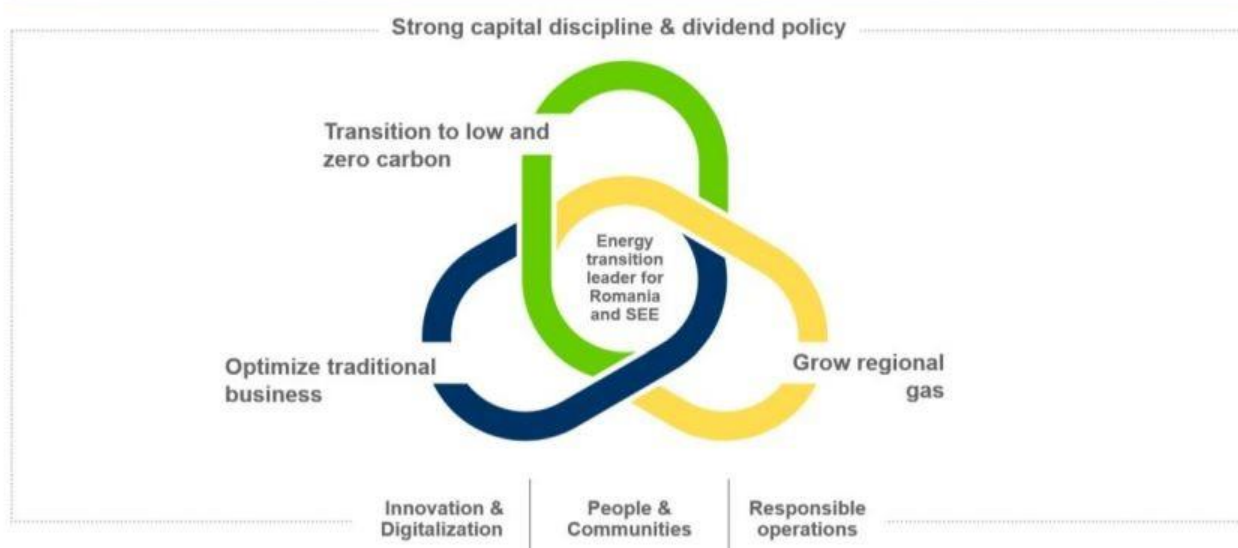 Strong capital discipline & dividend policy
Transition to low and
zero carbon
Energy
transition
leader for
Romania
and SEE
Optimize traditional
business
Grow regional
gas
Innovation &
Digitalization
People &
Communities
Responsible
operations